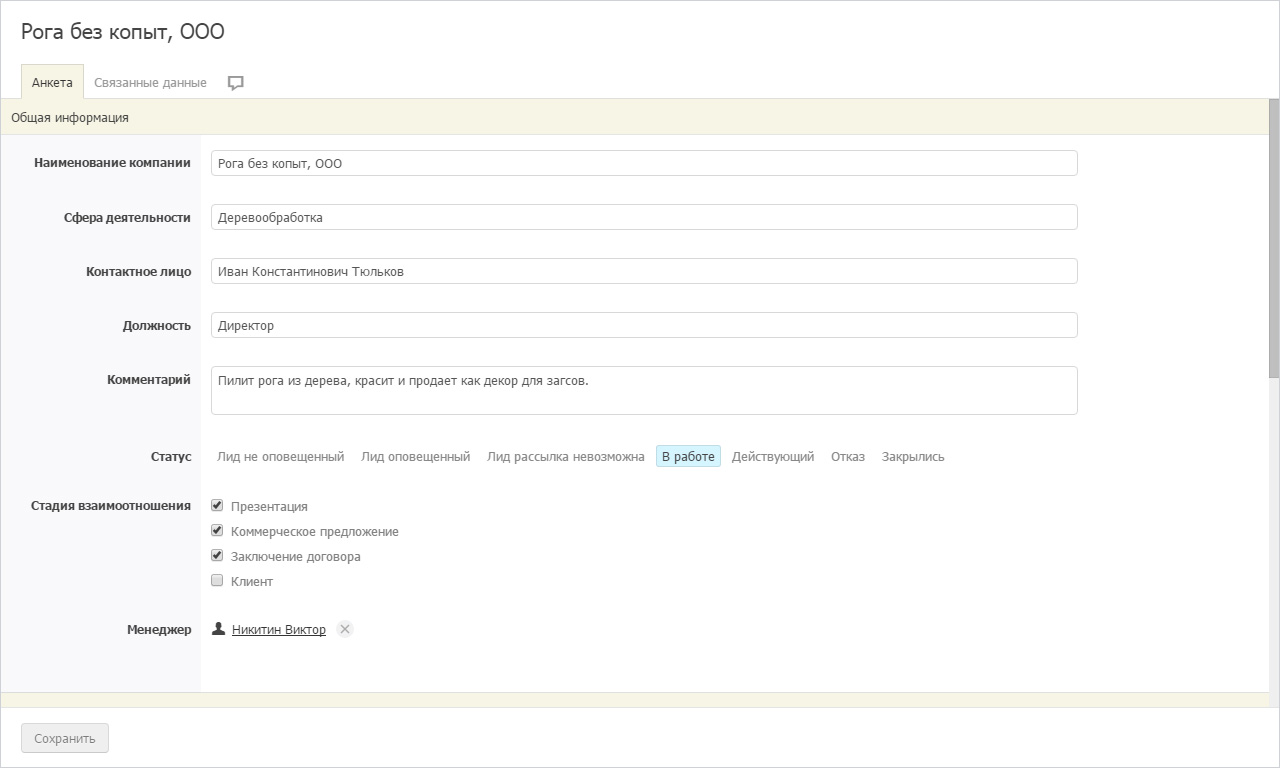 Рога без копыт, ООО
Анкета Связанные данные
Общая информация
Наименование компании Рога без копыт, ООО
Сфера деятельности Деревообработка
Контактное лицо Иван Константинович Тюльков
Должность Директор
Комментарий Пилит рога из дерева, красит и продает как декор для загсов.
Статус Лид не оповещенный Лид оповещенный Лид рассылка невозможна В работе Действующий Отказ Закрылись
Стадия взаимоотношения Презентация
Коммерческое предложение
Заключение договора
Клиент
Менеджер Никитин Виктор
Сохранить